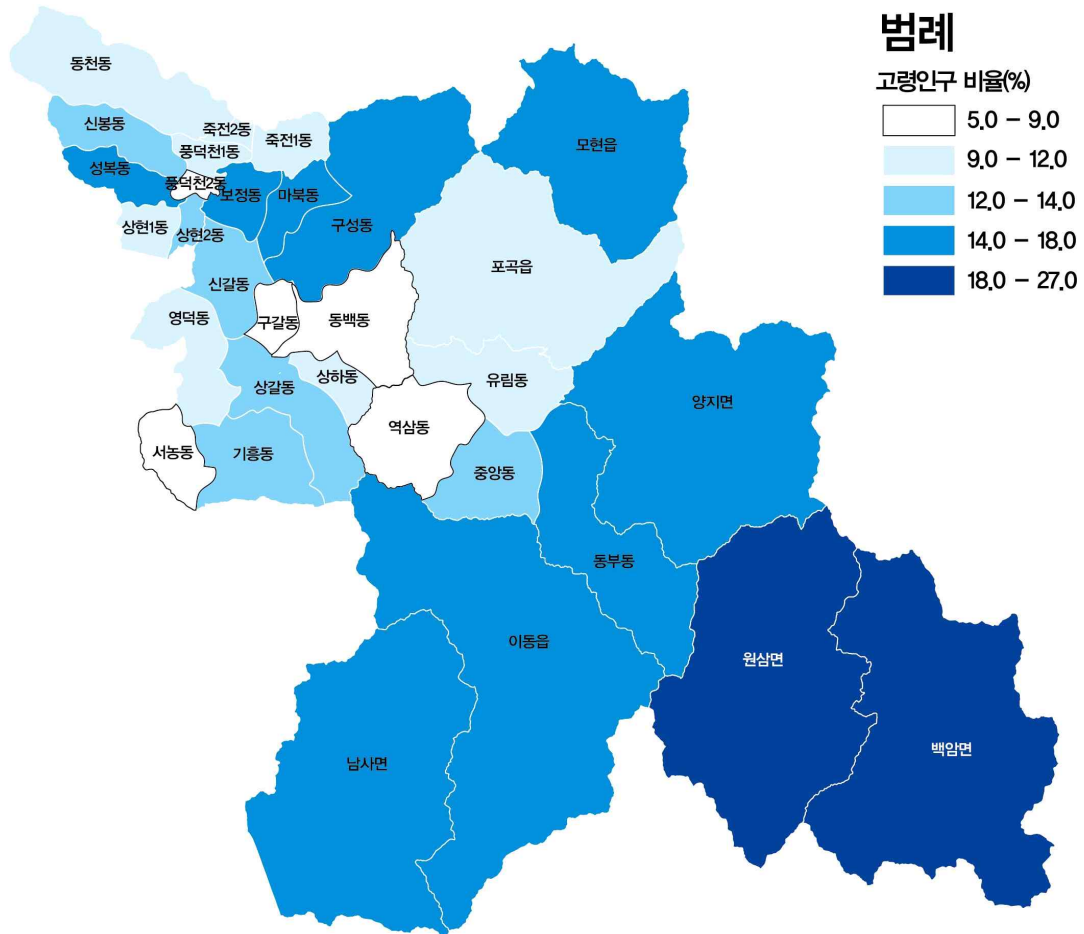 범례
고령인구 비율(%)
5.0 – 9.0
9.0 – 12.0
12.0 – 14.0
14.0 – 18.0
18.0 – 27.0
동천동
신봉동
죽전2동
죽전1동
풍덕천1동
성복동
풍덕천2동
보정동
마북동
모현읍
상현1동
상현2동
구성동
신갈동
포곡읍
영덕동
구갈동
동백동
상갈동
상하동
유림동
양지면
역삼동
서농동
기흥동
중앙동
동부동
이동읍
원삼면
남사면
백암면